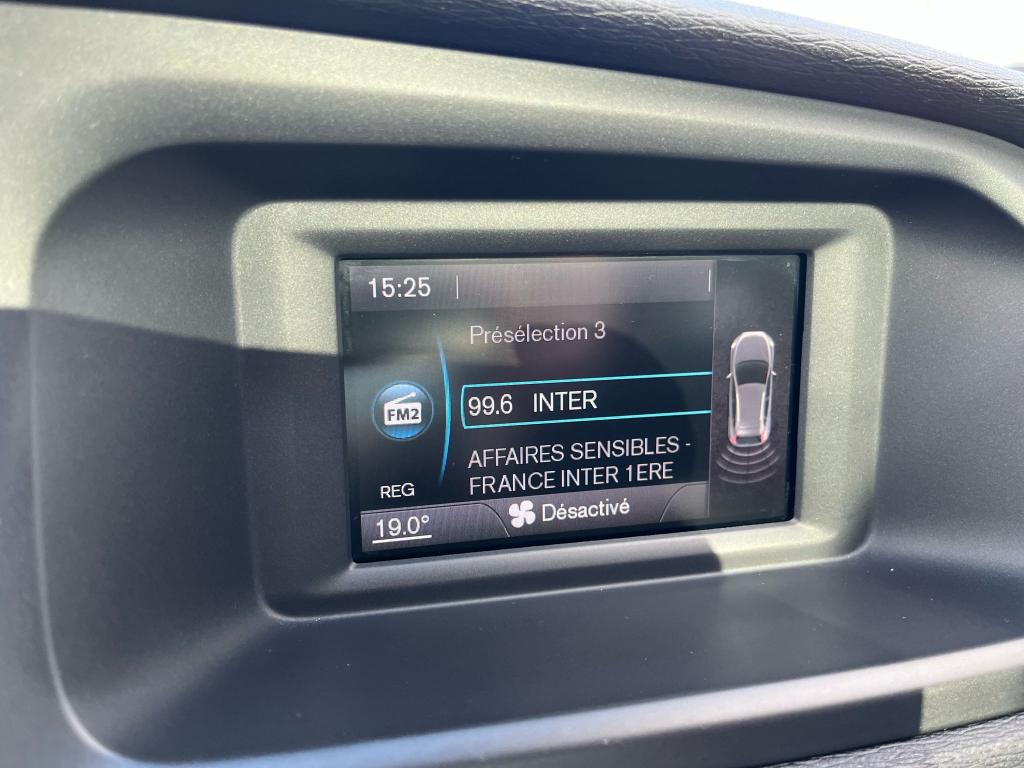 15:25
Présélection 3
FM2
99.6 INTER
AFFAIRES SENSIBLES -
FRANCE INTER 1ERE
REG
19.0°
Désactivé